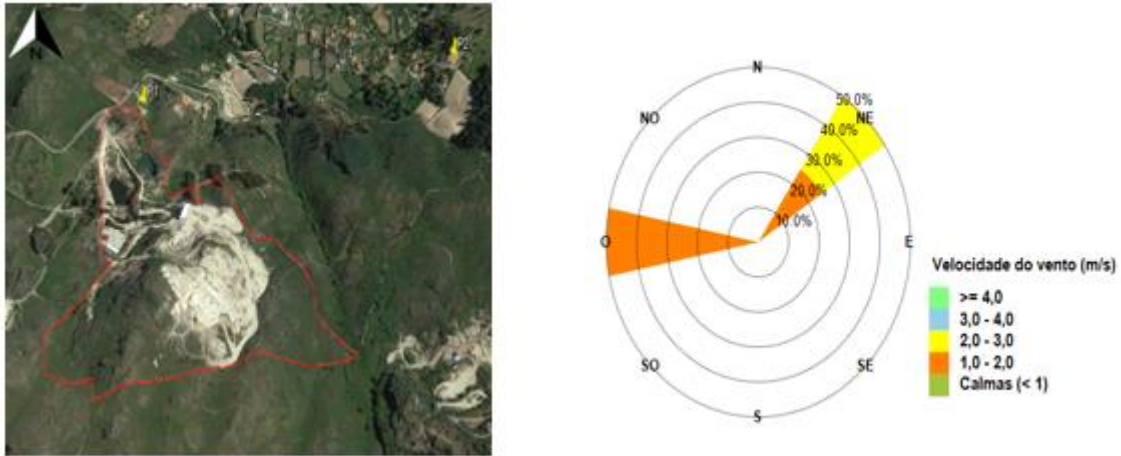 N
N
50,0%
NO
NE
40,0%
30,0%
20,0%
10,0%
O
E
SO
SE
S
Velocidade do vento (m/s)
>= 4,0
3,0 - 4,0
2,0 - 3,0
1,0 - 2,0
Calmas (< 1)